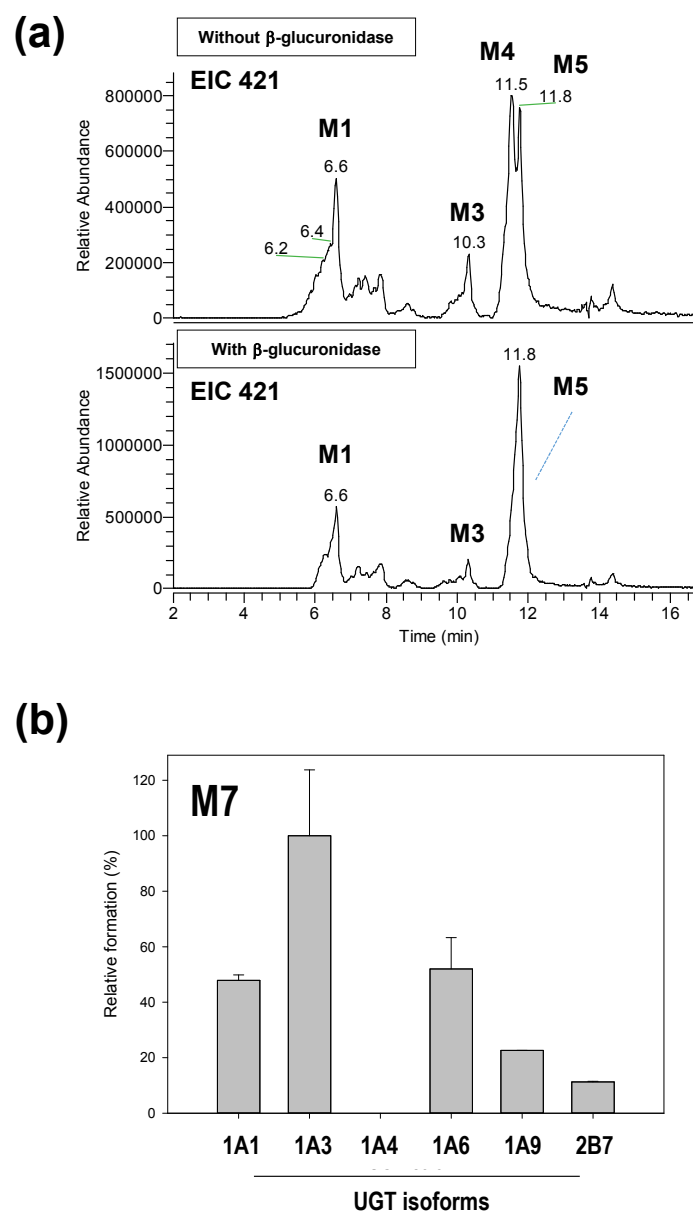 (a)
Without β-glucuronidase
EIC 421
M4
M5
11.5
11.8
M1
6.6
6.4
6.2
M3
10.3
Relative Abundance
800000
600000
400000
200000
0
With β-glucuronidase
EIC 421
11.8
M5
M1
6.6
M3
Relative Abundance
1500000
1000000
500000
0
2 4 6 8 10 12 14 16
Time (min)
(b)
M7
Relative formation (%)
120
100
80
60
40
20
0
1A1 1A3 1A4 1A6 1A9 2B7
UGT isoforms